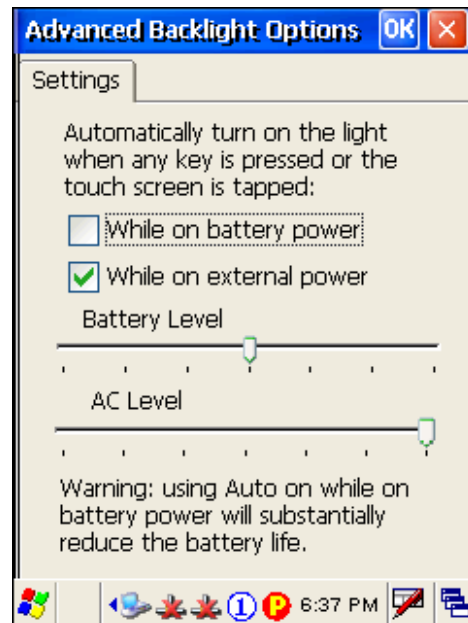 Advanced Backlight Options OK
Settings
Automatically turn on the light
when any key is pressed or the
touch screen is tapped:
While on battery power
While on external power
Battery Level
AC Level
Warning: using Auto on while on
battery power will substantially
reduce the battery life.
1 P 6:37 PM